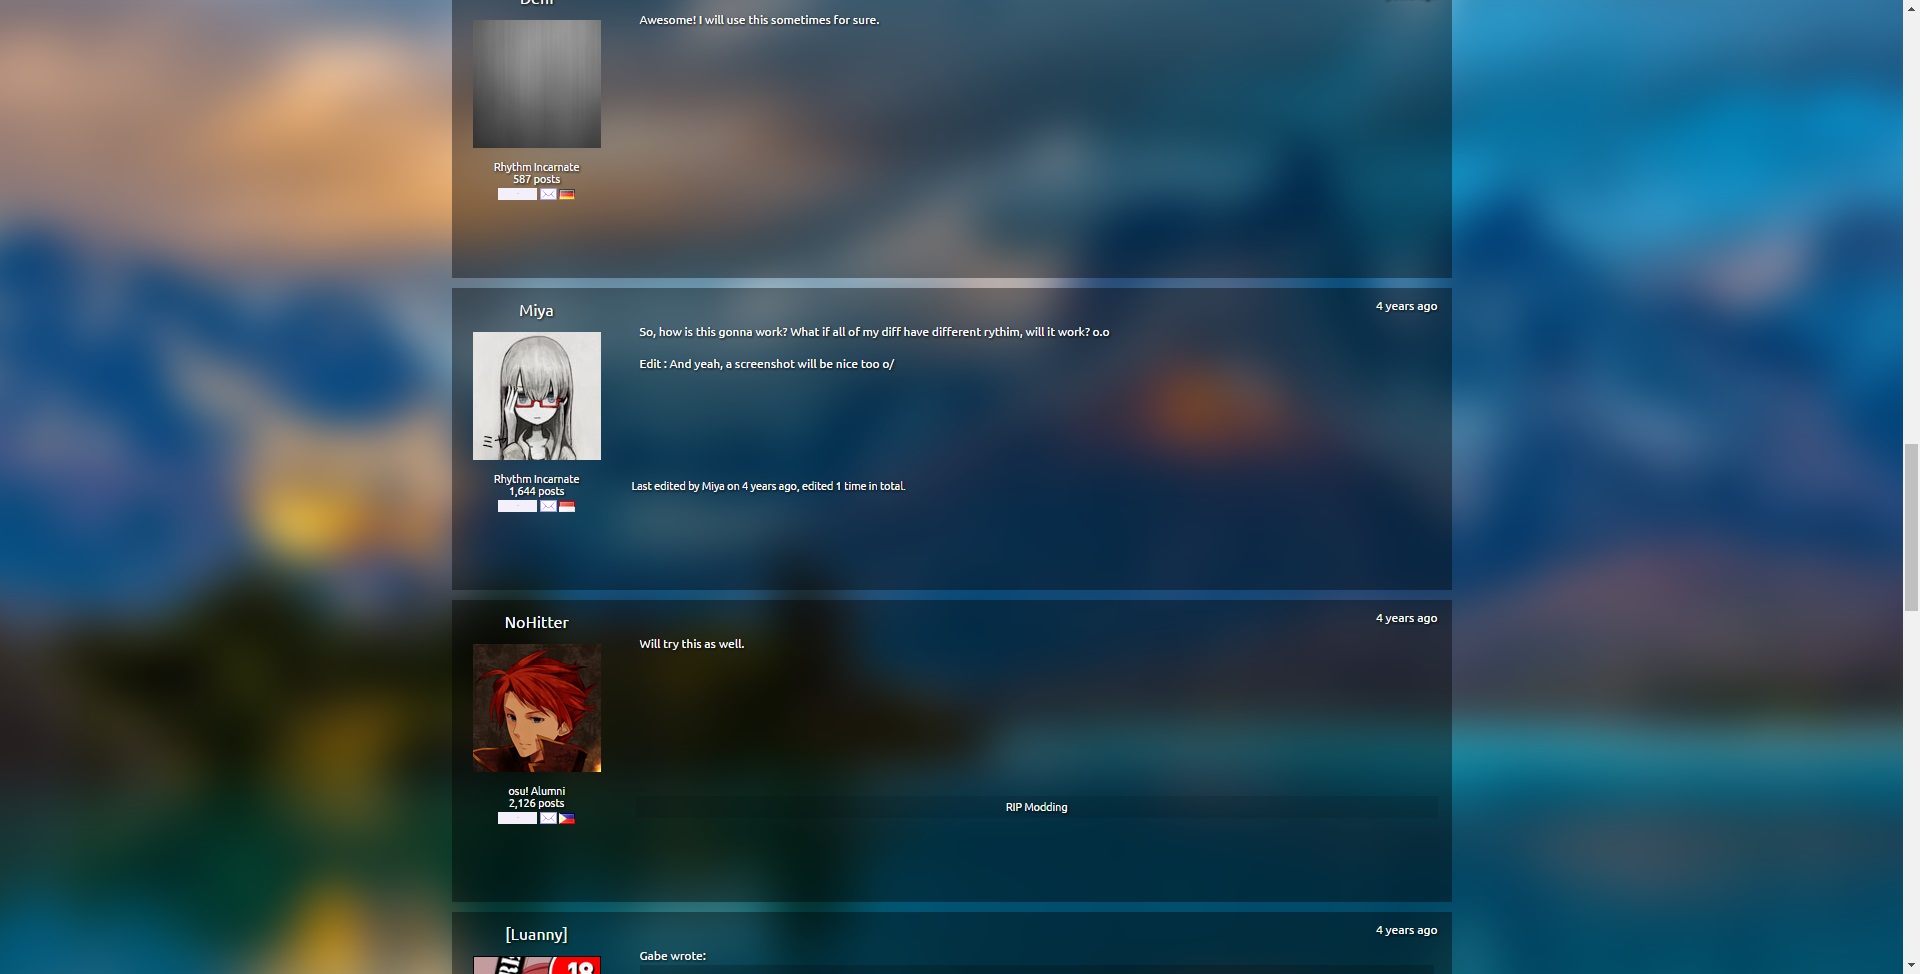 Awesome! I will use this sometimes for sure.
Rhythm Incarnate
587 posts
Miya
4 years ago
So, how is this gonna work? What if all of my diff have different rythim, will it work? o.o
Edit : And yeah, a screenshot will be nice too o/
ミヤ
Rhythm Incarnate
1,644 posts
Last edited by Miya on 4 years ago, edited 1 time in total.
NoHitter
4 years ago
Will try this as well.
osu! Alumni
2,126 posts
RIP Modding
[Luanny]
4 years ago
Gabe wrote:
18